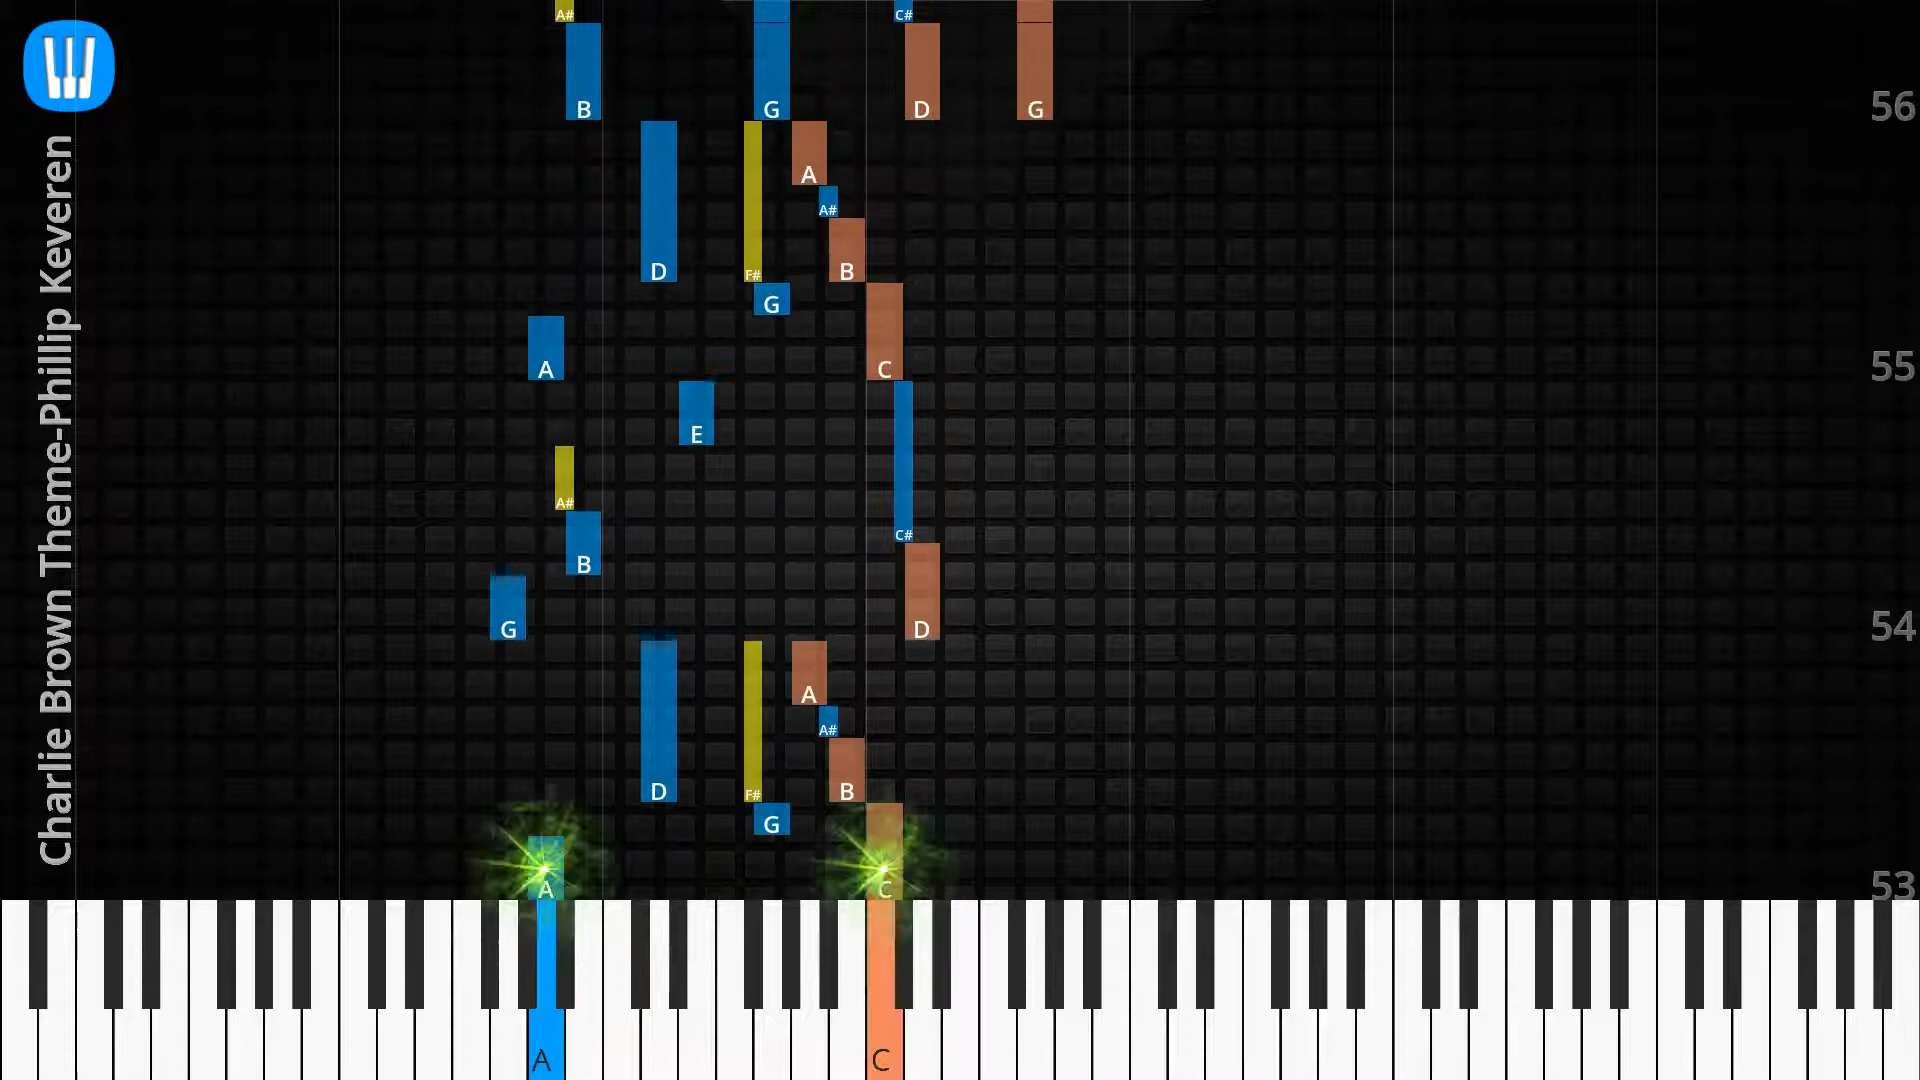 Charlie Brown Theme-Phillip Keveren
A# C#
B G D G 56
A
A#
D F# B
G
A C 55
E
A#
C#
B
G D 54
A
A#
D F# B
G
A C 53
A C